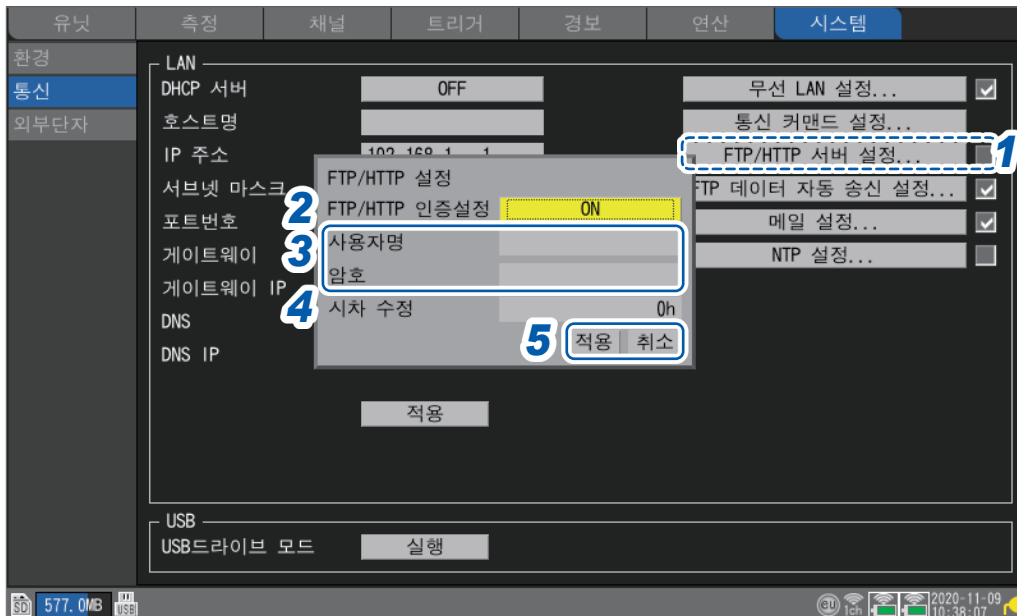 유닛 측정 채널 트리거 경보 연산 시스템
환경
통신
외부단자
LAN
DHCP 서버 OFF
호스트명
IP 주소
서브넷 마스크
포트번호
게이트웨이
게이트웨이 IP
DNS
DNS IP
적용
무선 LAN 설정...
통신 커맨드 설정...
FTP/HTTP 서버 설정... 1
FTP 데이터 자동 송신 설정...
메일 설정...
NTP 설정...
FTP/HTTP 설정
2 FTP/HTTP 인증설정 ON
3 사용자명
암호
4 시차 수정 0h
5 적용 취소
USB
USB드라이브 모드 실행
SD 577.0MB USB
eu 1ch 2020-11-09
10:38:07